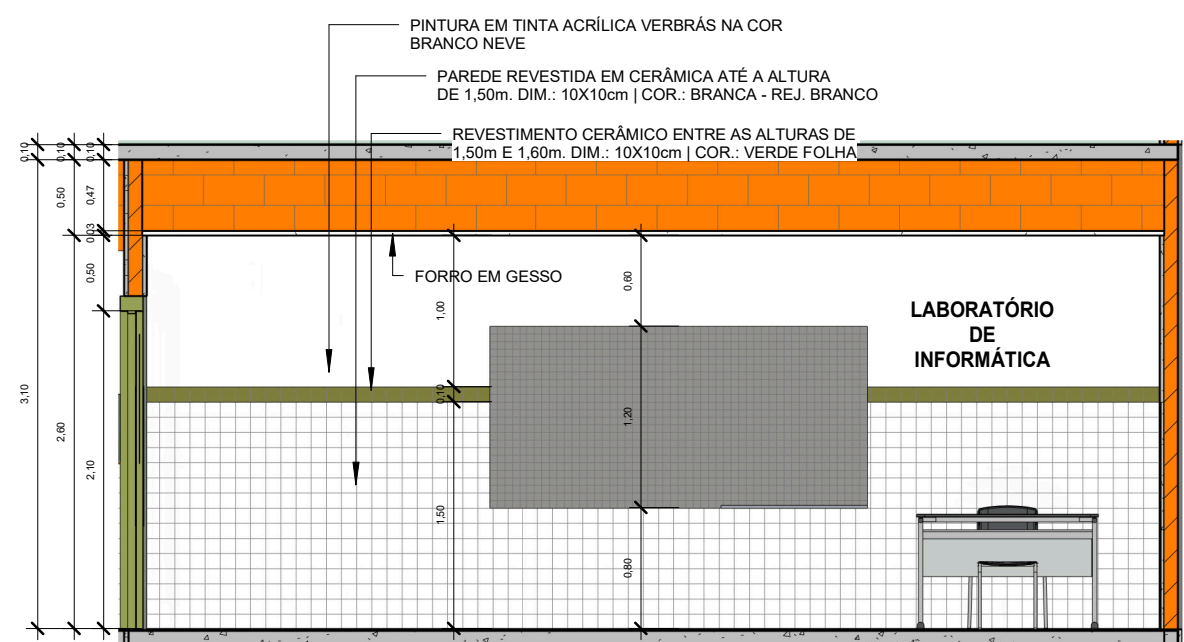 PINTURA EM TINTA ACRÍLICA VERBRÁS NA COR
BRANCO NEVE
PAREDE REVESTIDA EM CERÂMICA ATÉ A ALTURA
DE 1,50m. DIM.: 10X10cm | COR.: BRANCA - REJ. BRANCO
REVESTIMENTO CERÂMICO ENTRE AS ALTURAS DE
1,50m E 1,60m. DIM.: 10X10cm | COR.: VERDE FOLHA
0,10
0,10
0,10
0,50
0,47
0,03
0,50
FORRO EM GESSO
1,00
0,60
LABORATÓRIO
DE
INFORMÁTICA
3,10
2,60
2,10
0,10
1,20
1,50
0,80